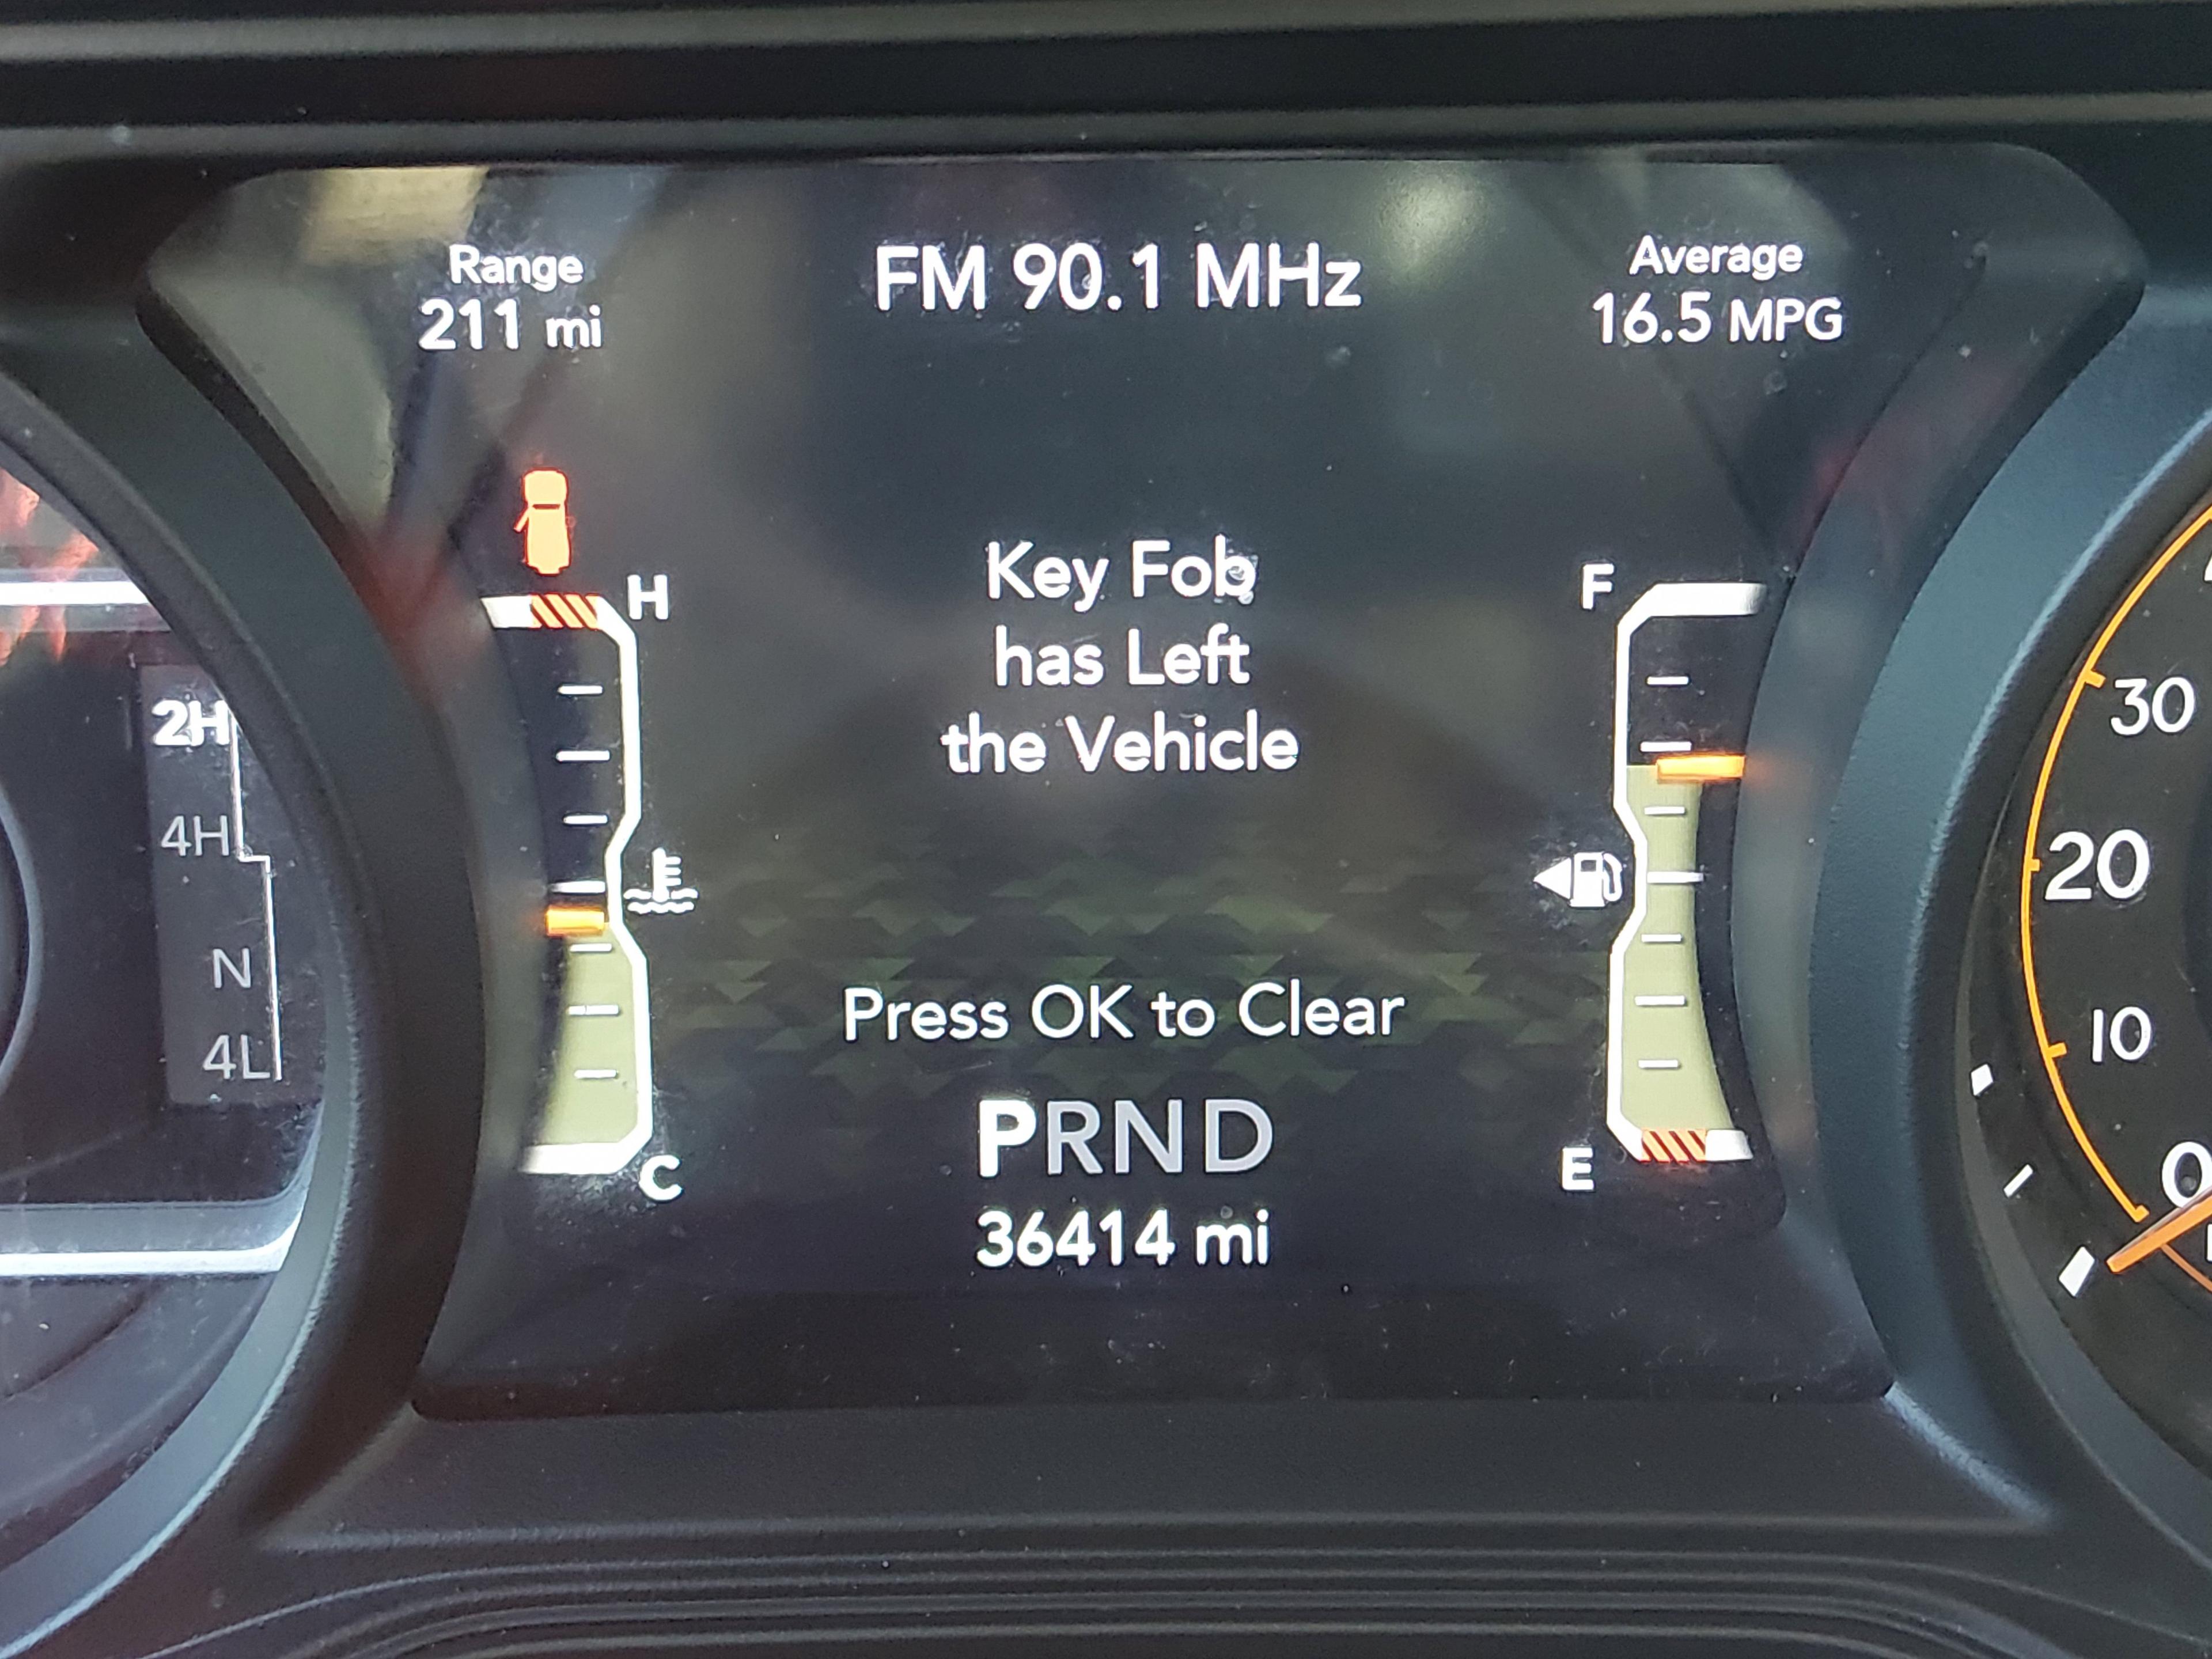 Range
211 mi
FM 90.1 MHz
Average
16.5 MPG
Key Fob
has Left
the Vehicle
H
F
2H
4H
N
4L
30
20
10
0
Press OK to Clear
C
E
PRND
36414 mi